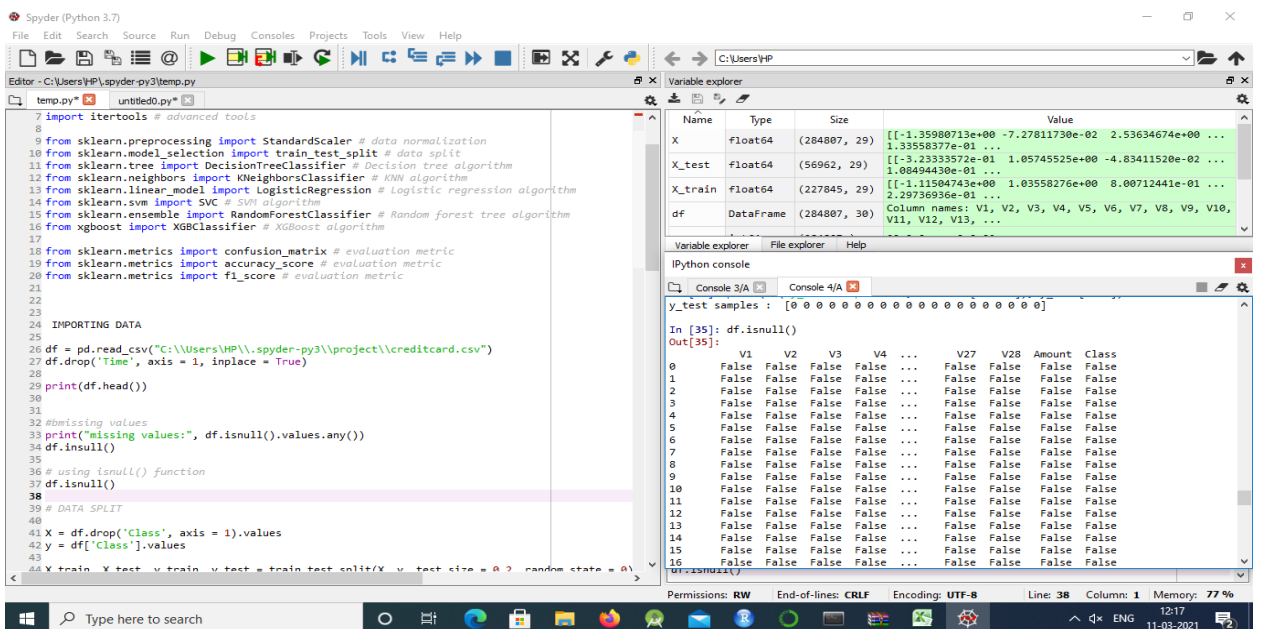 Spyder (Python 3.7)
File Edit Search Source Run Debug Consoles Projects Tools View Help
C:\Users\HP
Editor - C:\Users\HP\.spyder-py3\temp.py
temp.py* untitled0.py*
7 import itertools # advanced tools
8
9 from sklearn.preprocessing import StandardScaler # data normalization
10 from sklearn.model_selection import train_test_split # data split
11 from sklearn.tree import DecisionTreeClassifier # Decision tree algorithm
12 from sklearn.neighbors import KNeighborsClassifier # KNN algorithm
13 from sklearn.linear_model import LogisticRegression # Logistic regression algorithm
14 from sklearn.svm import SVC # SVM algorithm
15 from sklearn.ensemble import RandomForestClassifier # Random forest tree algorithm
16 from xgboost import XGBClassifier # XGBoost algorithm
17
18 from sklearn.metrics import confusion_matrix # evaluation metric
19 from sklearn.metrics import accuracy_score # evaluation metric
20 from sklearn.metrics import f1_score # evaluation metric
21
22
23
24 IMPORTING DATA
25
26 df = pd.read_csv("C:\\Users\HP\\.spyder-py3\\project\\creditcard.csv")
27 df.drop('Time', axis = 1, inplace = True)
28
29 print(df.head())
30
31
32 #bmissing values
33 print("missing values:", df.isnull().values.any())
34 df.insull()
35
36 # using isnull() function
37 df.isnull()
38
39 # DATA SPLIT
40
41 X = df.drop('Class', axis = 1).values
42 y = df['Class'].values
43
44 X_train, X_test, y_train, y_test = train_test_split(X, y, test_size = 0.2, random_state = 0)
Variable explorer
Name Type Size Value
X float64 (284807, 29) [[-1.35980713e+00 -7.27811730e-02 2.53634674e+00 ...
1.33558377e-01 ...
X_test float64 (56962, 29) [[-3.23333572e-01 1.05745525e+00 -4.83411520e-02 ...
1.08494430e-01 ...
X_train float64 (227845, 29) [[-1.11504743e+00 1.03558276e+00 8.00712441e-01 ...
2.29736936e-01 ...
df DataFrame (284807, 30) Column names: V1, V2, V3, V4, V5, V6, V7, V8, V9, V10,
V11, V12, V13, ...
Variable explorer File explorer Help
IPython console
Console 3/A Console 4/A
y_test samples : [0 0 0 0 0 0 0 0 0 0 0 0 0 0 0 0 0 0 0 0]
In [35]: df.isnull()
Out[35]:
V1 V2 V3 V4 ... V27 V28 Amount Class
0 False False False False ... False False False False
1 False False False False ... False False False False
2 False False False False ... False False False False
3 False False False False ... False False False False
4 False False False False ... False False False False
5 False False False False ... False False False False
6 False False False False ... False False False False
7 False False False False ... False False False False
8 False False False False ... False False False False
9 False False False False ... False False False False
10 False False False False ... False False False False
11 False False False False ... False False False False
12 False False False False ... False False False False
13 False False False False ... False False False False
14 False False False False ... False False False False
15 False False False False ... False False False False
16 False False False False ... False False False False
df.isnull()
Permissions: RW End-of-lines: CRLF Encoding: UTF-8 Line: 38 Column: 1 Memory: 77 %
Type here to search
ENG
12:17
11-03-2021